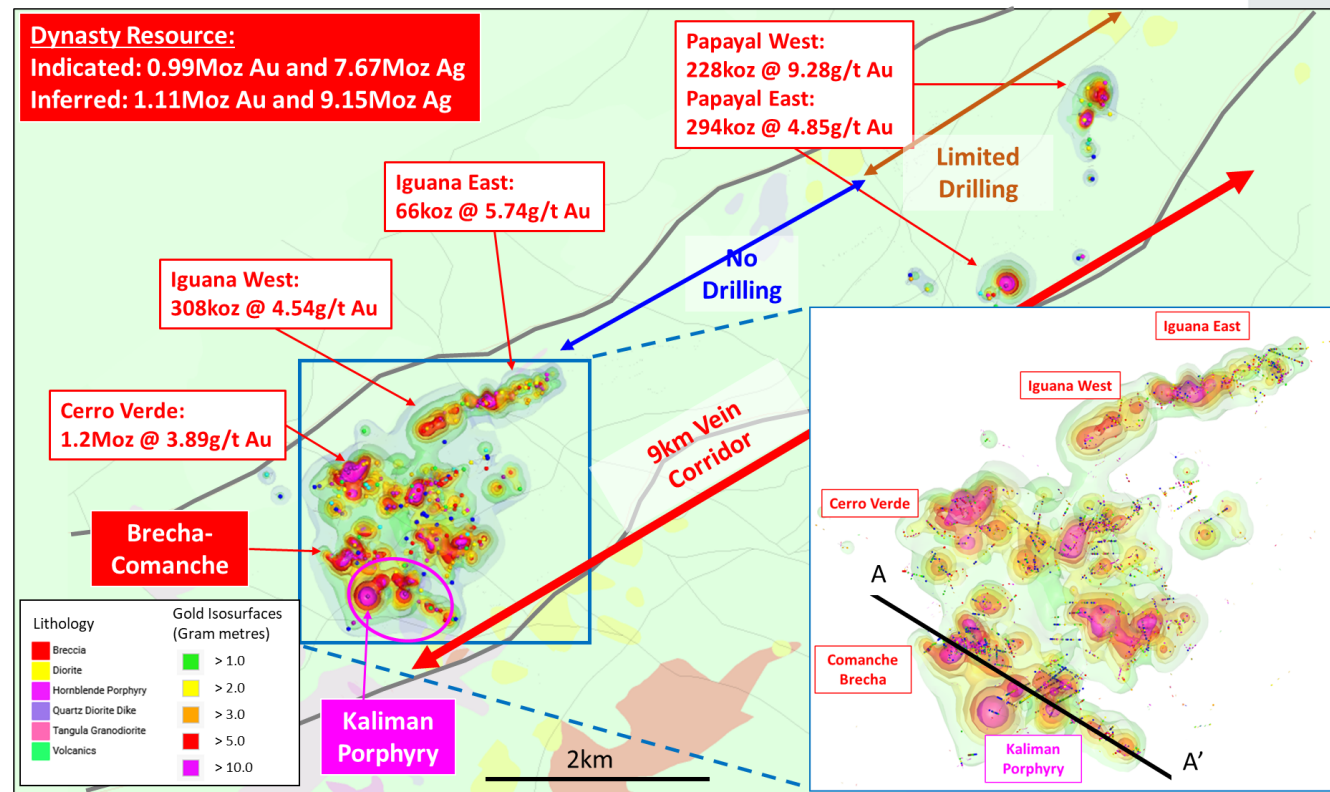 Dynasty Resource:
Indicated: 0.99Moz Au and 7.67Moz Ag
Inferred: 1.11Moz Au and 9.15Moz Ag
Papayal West:
228koz @ 9.28g/t Au
Papayal East:
294koz @ 4.85g/t Au
Limited
Drilling
Iguana East:
66koz @ 5.74g/t Au
No
Drilling
Iguana West:
308koz @ 4.54g/t Au
Cerro Verde:
1.2Moz @ 3.89g/t Au
9km Vein
Corridor
Brecha-
Comanche
Kaliman
Porphyry
2km
Lithology
Breccia
Diorite
Hornblende Porphyry
Quartz Diorite Dike
Tangula Granodiorite
Volcanics
Gold Isosurfaces
(Gram metres)
> 1.0
> 2.0
> 3.0
> 5.0
> 10.0
Iguana East
Iguana West
Cerro Verde
A
Comanche
Brecha
Kaliman
Porphyry
A'